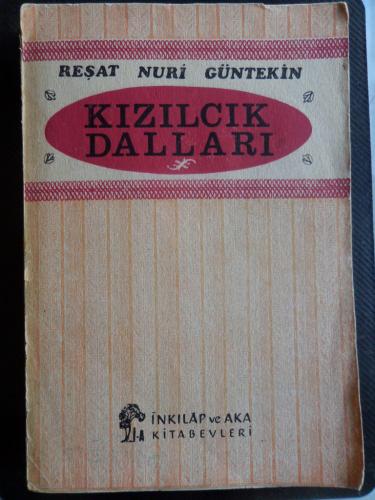 REŞAT NURİ GÜNTEKİN
KIZILCIK
DALLARI
İNKILÂP ve AKA
KİTABEVLERİ
İ-A